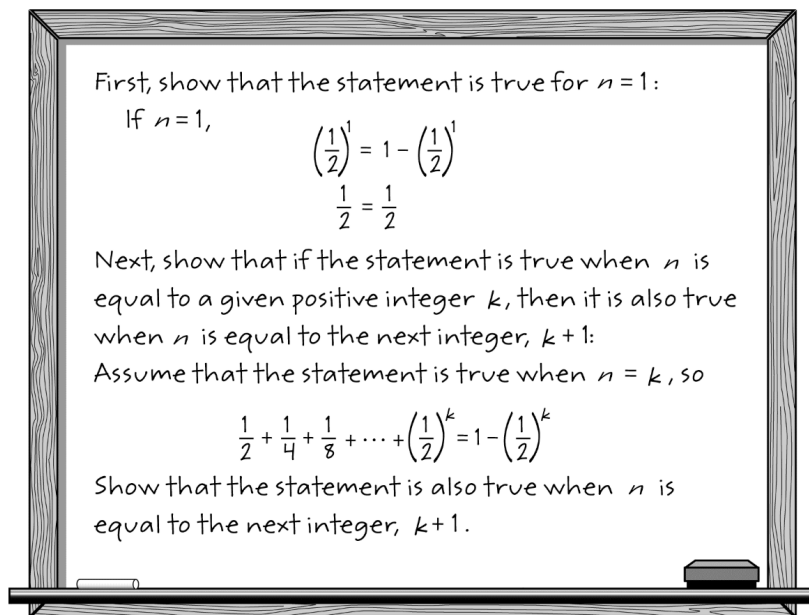 First, show that the statement is true for n = 1:
If n = 1,
(1/2)^1 = 1 - (1/2)^1
1/2 = 1/2
Next, show that if the statement is true when n is
equal to a given positive integer k, then it is also true
when n is equal to the next integer, k + 1:
Assume that the statement is true when n = k, so
1/2 + 1/4 + 1/8 + ··· + (1/2)^k = 1 - (1/2)^k
Show that the statement is also true when n is
equal to the next integer, k + 1.